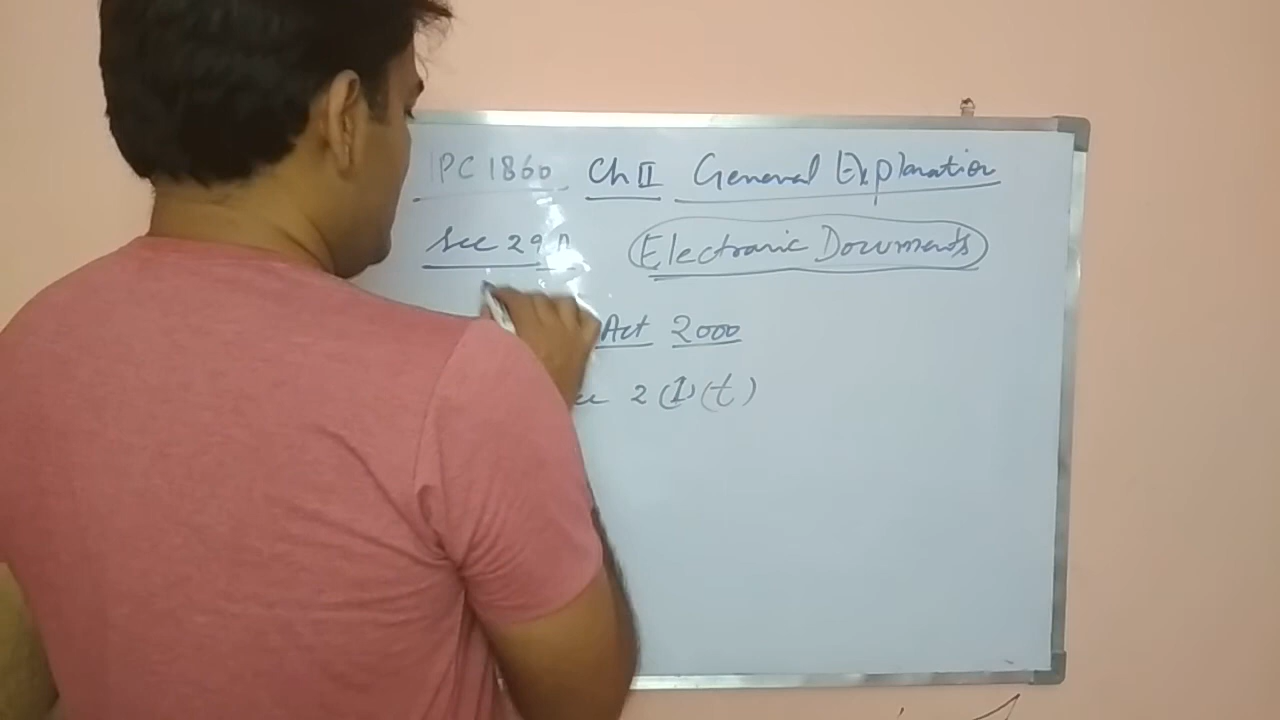 IPC 1860 Ch II General Explanation
Sec 29A Electronic Documents
Act 2000
2 (1) (t)